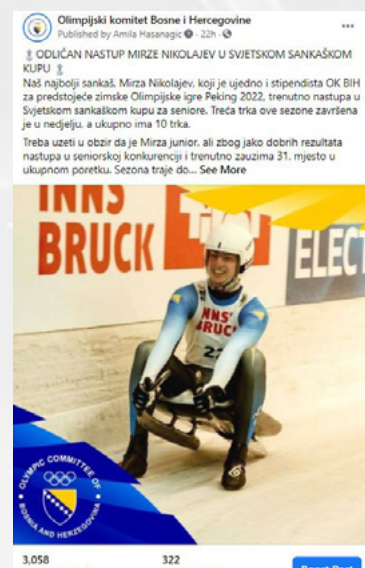 Olimpijski komitet Bosne i Hercegovine
Published by Amila Hasanagic · 22h ·
ODLIČAN NASTUP MIRZE NIKOLAJEV U SVJETSKOM SANKAŠKOM
KUPU
Naš najbolji sankaš, Mirza Nikolajev, koji je ujedno i stipendista OK BIH
za predstojeće zimske Olimpijske igre Peking 2022, trenutno nastupa u
Svjetskom sankaškom kupu za seniore. Treća trka ove sezone završena
je u nedjelju, a ukupno ima 10 trka.
Treba uzeti u obzir da je Mirza junior, ali zbog jako dobrih rezultata
nastupa u seniorskoj konkurenciji i trenutno zauzima 31. mjesto u
ukupnom poretku. Sezona traje do... See More
INNS
BRUCK
ELECT
INNS'
BRUCK
22
OLYMPIC COMMITTEE OF
BOSNIA AND HERZEGOVINA
3,058
322
Boost Post